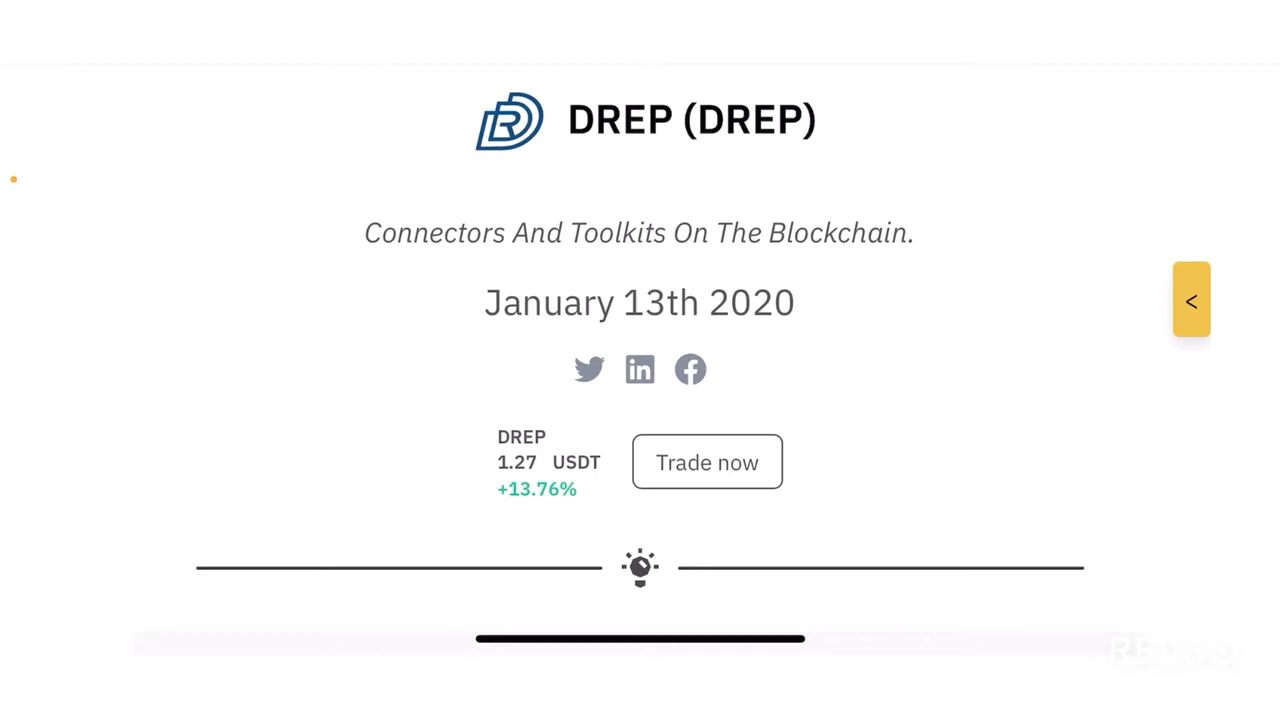 DREP (DREP)
Connectors And Toolkits On The Blockchain.
January 13th 2020
DREP
1.27 USDT
+13.76%
Trade now
<